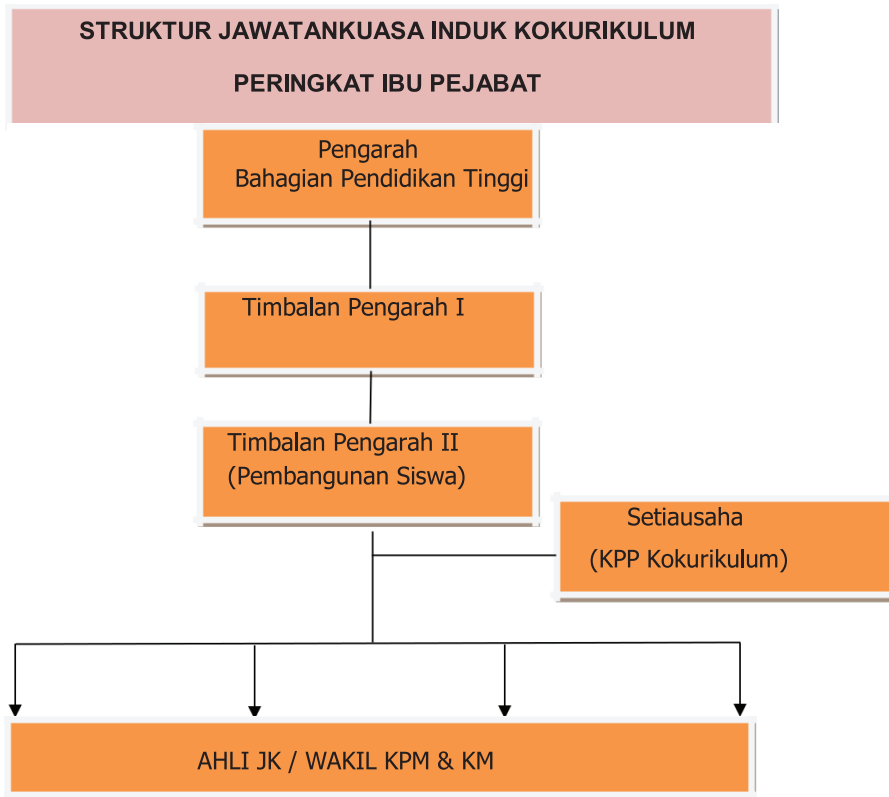 STRUKTUR JAWATANKUASA INDUK KOKURIKULUM
PERINGKAT IBU PEJABAT
Pengarah
Bahagian Pendidikan Tinggi
Timbalan Pengarah I
Timbalan Pengarah II
(Pembangunan Siswa)
Setiausaha
(KPP Kokurikulum)
AHLI JK / WAKIL KPM & KM